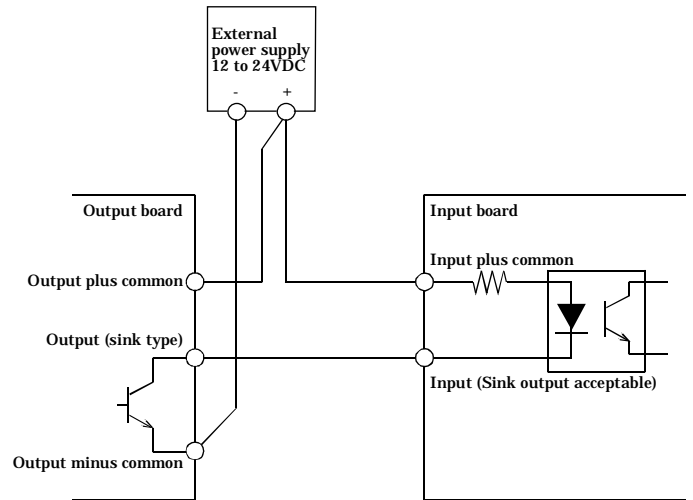 External
power supply
12 to 24VDC
- +
Output board
Input board
Output plus common
Input plus common
Output (sink type)
Input (Sink output acceptable)
Output minus common